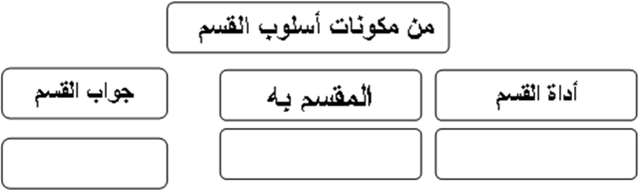 من مكونات أسلوب القسم
أداة القسم
المقسم به
جواب القسم